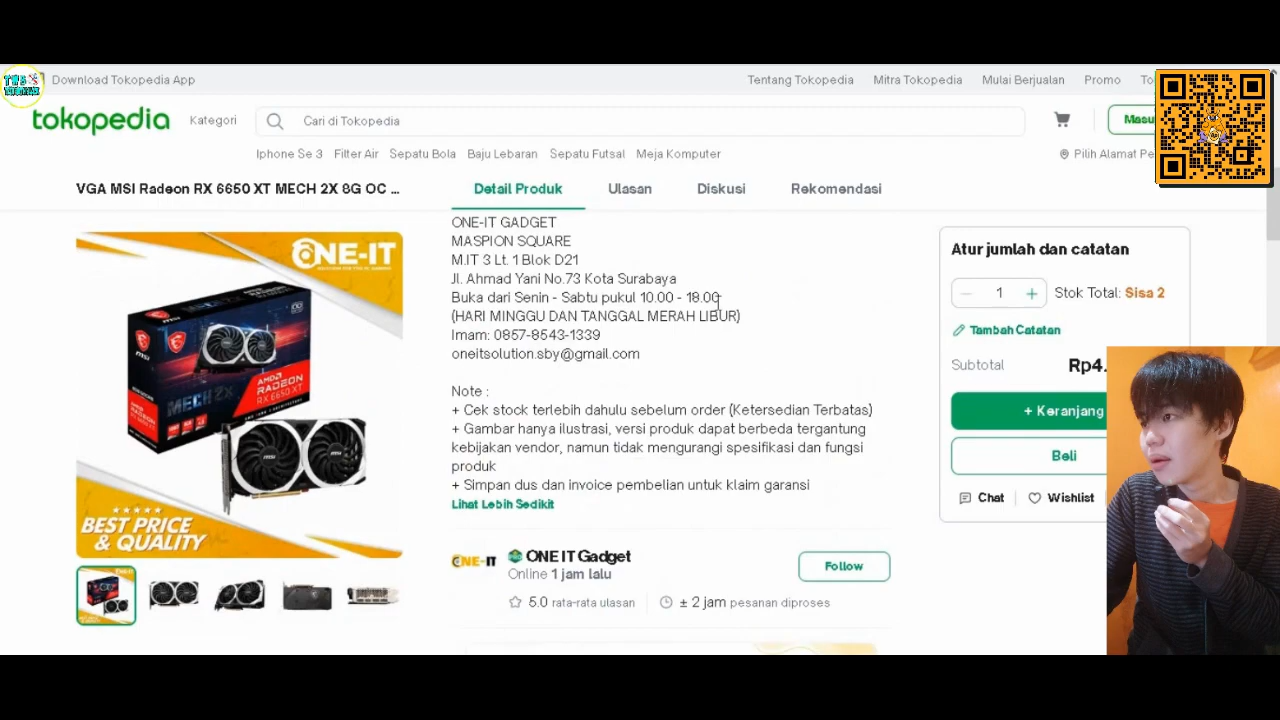 Download Tokopedia App
Tentang Tokopedia
Mitra Tokopedia
Mulai Berjualan
Promo
tokopedia
Kategori
Cari di Tokopedia
Iphone Se 3
Filter Air
Sepatu Bola
Baju Lebaran
Sepatu Futsal
Meja Komputer
VGA MSI Radeon RX 6650 XT MECH 2X 8G OC ...
Detail Produk
Ulasan
Diskusi
Rekomendasi
ONE-IT GADGET
MASPION SQUARE
M.IT 3 Lt. 1 Blok D21
Jl. Ahmad Yani No.73 Kota Surabaya
Buka dari Senin - Sabtu pukul 10.00 - 18.00
(HARI MINGGU DAN TANGGAL MERAH LIBUR)
Imam: 0857-8543-1339
oneitsolution.sby@gmail.com
Note :
+ Cek stock terlebih dahulu sebelum order (Ketersedian Terbatas)
+ Gambar hanya ilustrasi, versi produk dapat berbeda tergantung
kebijakan vendor, namun tidak mengurangi spesifikasi dan fungsi
produk
+ Simpan dus dan invoice pembelian untuk klaim garansi
Lihat Lebih Sedikit
ONE-IT
msi
MECH 2X
AMD
RADEON
RX 6650 XT
BEST PRICE
& QUALITY
ONE-IT
ONE IT Gadget
Online 1 jam lalu
Follow
5.0 rata-rata ulasan
± 2 jam pesanan diproses
Atur jumlah dan catatan
1
Stok Total: Sisa 2
Tambah Catatan
Subtotal
Rp4.
+ Keranjang
Beli
Chat
Wishlist